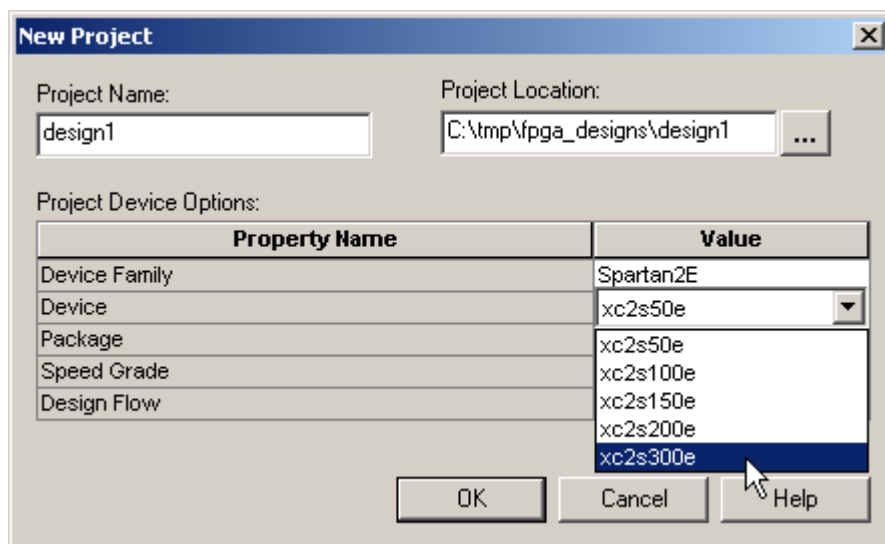 New Project
Project Name:
Project Location:
design1
C:\tmp\fpga_designs\design1
...
Project Device Options:
Property Name
Value
Device Family
Spartan2E
Device
xc2s50e
Package
xc2s50e
Speed Grade
xc2s100e
Design Flow
xc2s150e
xc2s200e
xc2s300e
OK
Cancel
Help